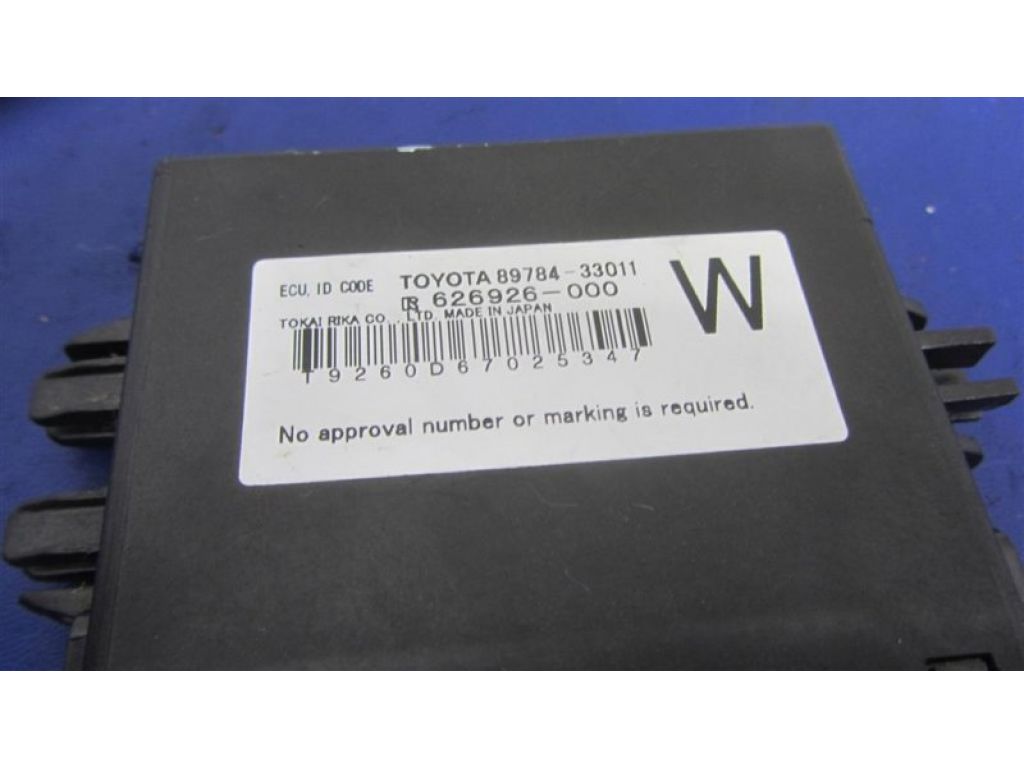 ECU, ID CODE TOYOTA 89784-33011
626926-000
TOKAI RIKA CO., LTD. MADE IN JAPAN
W
T9260D67025347
No approval number or marking is required.